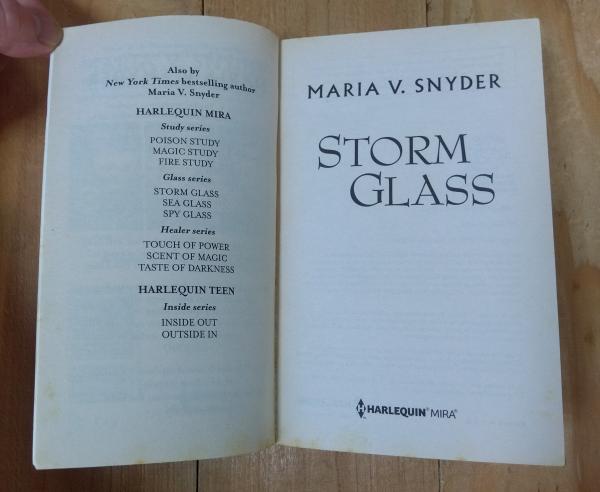 Also by
New York Times bestselling author
Maria V. Snyder
HARLEQUIN MIRA
Study series
POISON STUDY
MAGIC STUDY
FIRE STUDY
Glass series
STORM GLASS
SEA GLASS
SPY GLASS
Healer series
TOUCH OF POWER
SCENT OF MAGIC
TASTE OF DARKNESS
HARLEQUIN TEEN
Inside series
INSIDE OUT
OUTSIDE IN
MARIA V. SNYDER
STORM
GLASS
HARLEQUIN® MIRA®